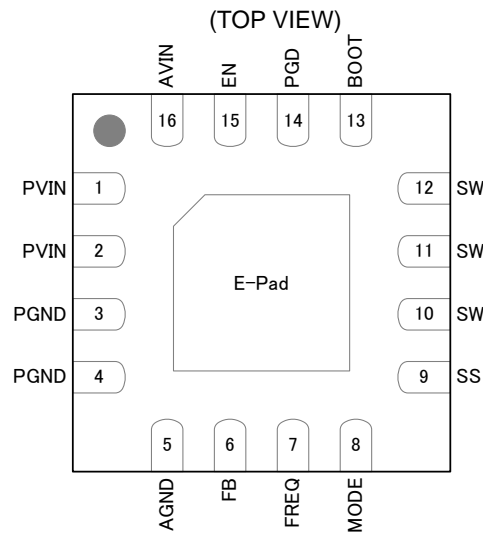 (TOP VIEW)
AVIN EN PGD BOOT
16 15 14 13
PVIN 1 12 SW
PVIN 2 11 SW
E-Pad
PGND 3 10 SW
PGND 4 9 SS
5 6 7 8
AGND FB FREQ MODE